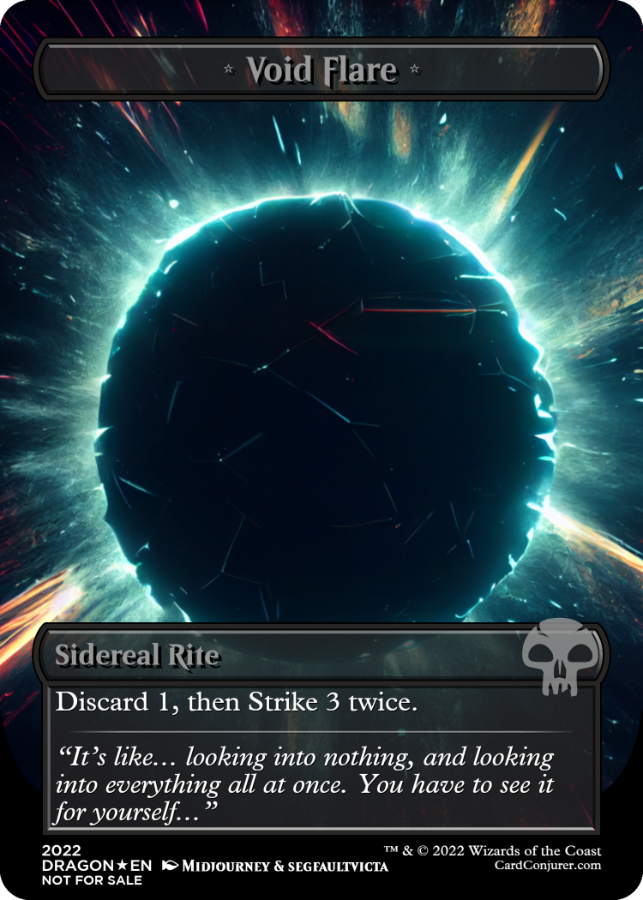 ☆ Void Flare ☆
Sidereal Rite
Discard 1, then Strike 3 twice.
“It’s like… looking into nothing, and looking
into everything all at once. You have to see it
for yourself…”
2022
DRAGON★EN Midjourney & segfaultvicta
NOT FOR SALE
™ & © 2022 Wizards of the Coast
CardConjurer.com